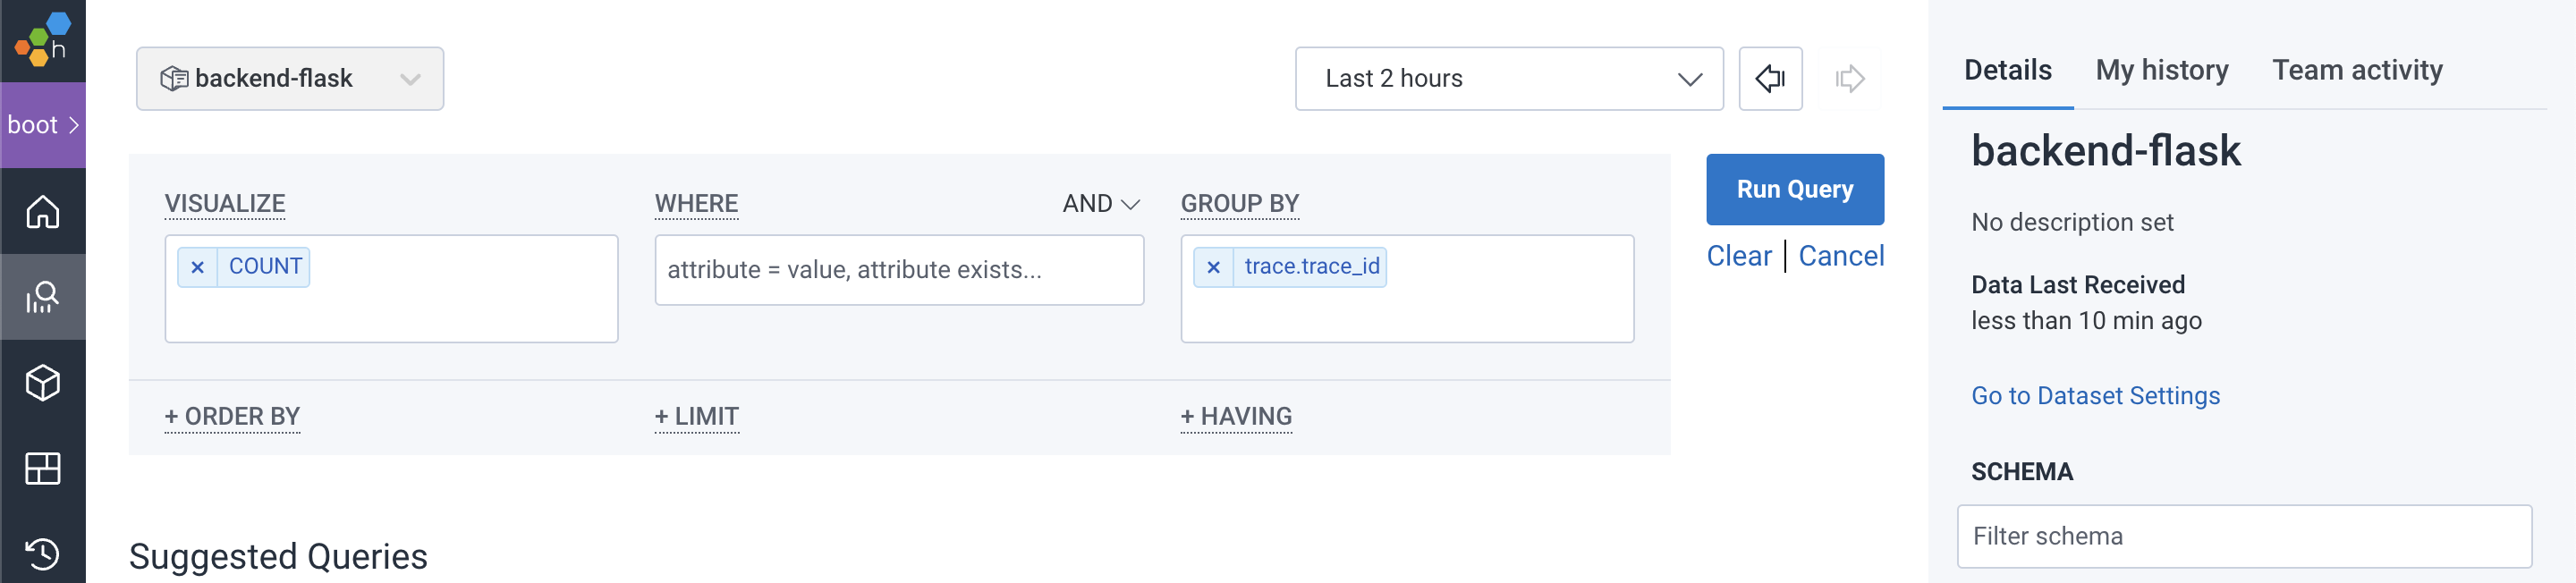 h
boot
backend-flask
Last 2 hours
VISUALIZE
WHERE
AND
GROUP BY
COUNT
attribute = value, attribute exists...
trace.trace_id
Run Query
Clear | Cancel
+ ORDER BY
+ LIMIT
+ HAVING
Suggested Queries
Details
My history
Team activity
backend-flask
No description set
Data Last Received
less than 10 min ago
Go to Dataset Settings
SCHEMA
Filter schema